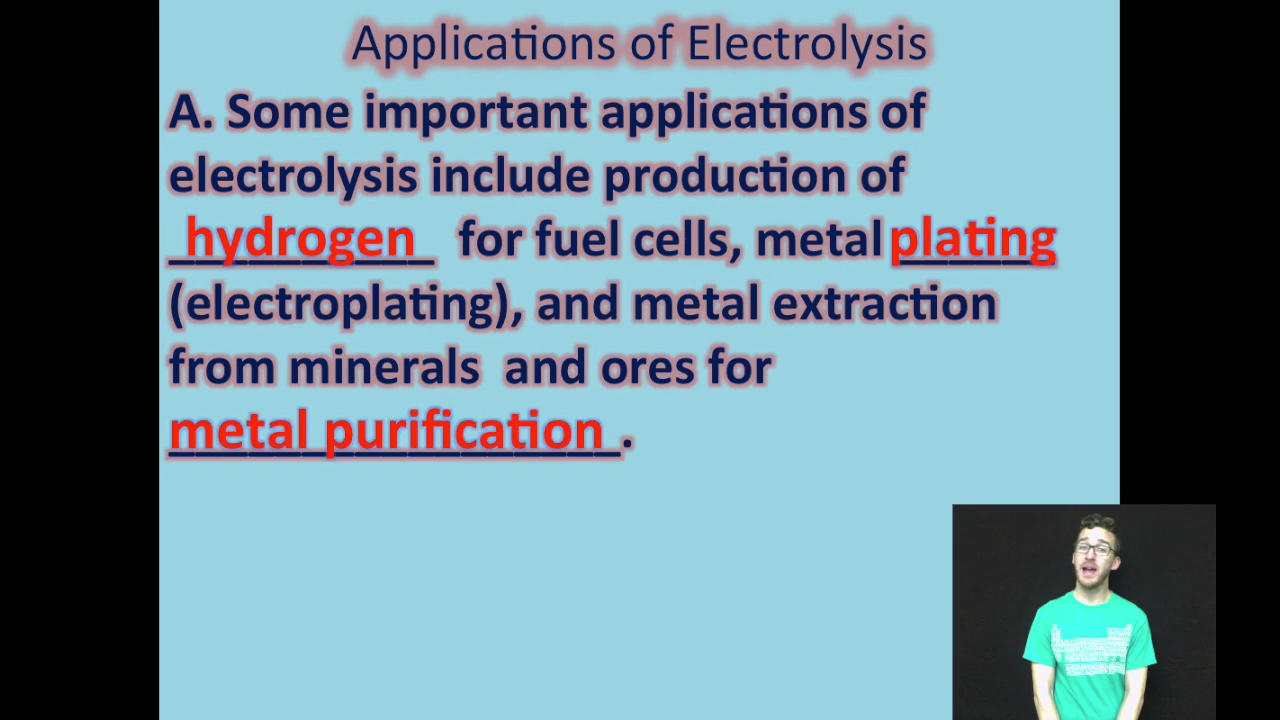 Applications of Electrolysis
A. Some important applications of
electrolysis include production of
hydrogen for fuel cells, metal plating
(electroplating), and metal extraction
from minerals and ores for
metal purification.